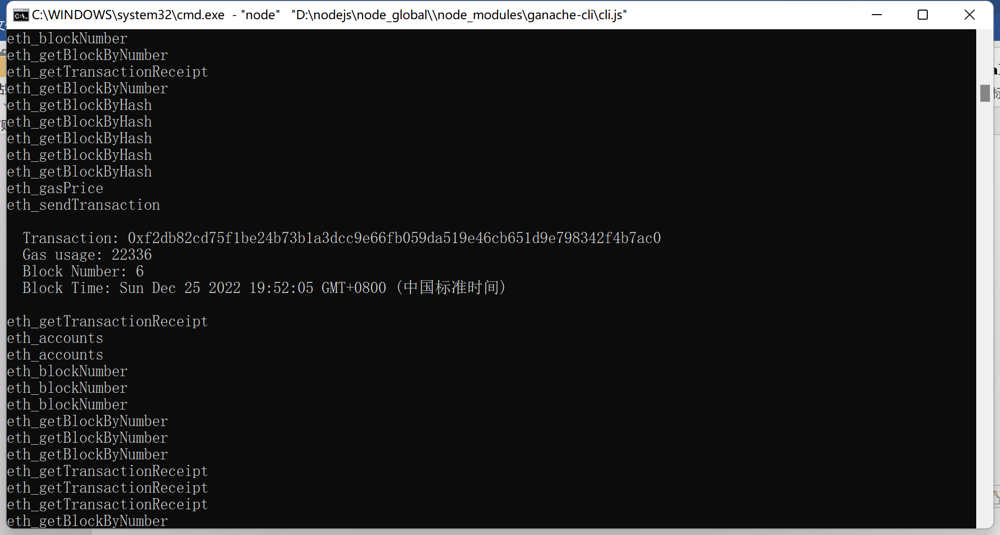 C:\WINDOWS\system32\cmd.exe - "node" "D:\nodejs\node_global\\node_modules\ganache-cli\cli.js"
eth_blockNumber
eth_getBlockByNumber
eth_getTransactionReceipt
eth_getBlockByNumber
eth_getBlockByHash
eth_getBlockByHash
eth_getBlockByHash
eth_getBlockByHash
eth_getBlockByHash
eth_gasPrice
eth_sendTransaction
Transaction: 0xf2db82cd75f1be24b73b1a3dcc9e66fb059da519e46cb651d9e798342f4b7ac0
Gas usage: 22336
Block Number: 6
Block Time: Sun Dec 25 2022 19:52:05 GMT+0800 (中国标准时间)
eth_getTransactionReceipt
eth_accounts
eth_accounts
eth_blockNumber
eth_blockNumber
eth_blockNumber
eth_getBlockByNumber
eth_getBlockByNumber
eth_getBlockByNumber
eth_getTransactionReceipt
eth_getTransactionReceipt
eth_getTransactionReceipt
eth_getBlockByNumber